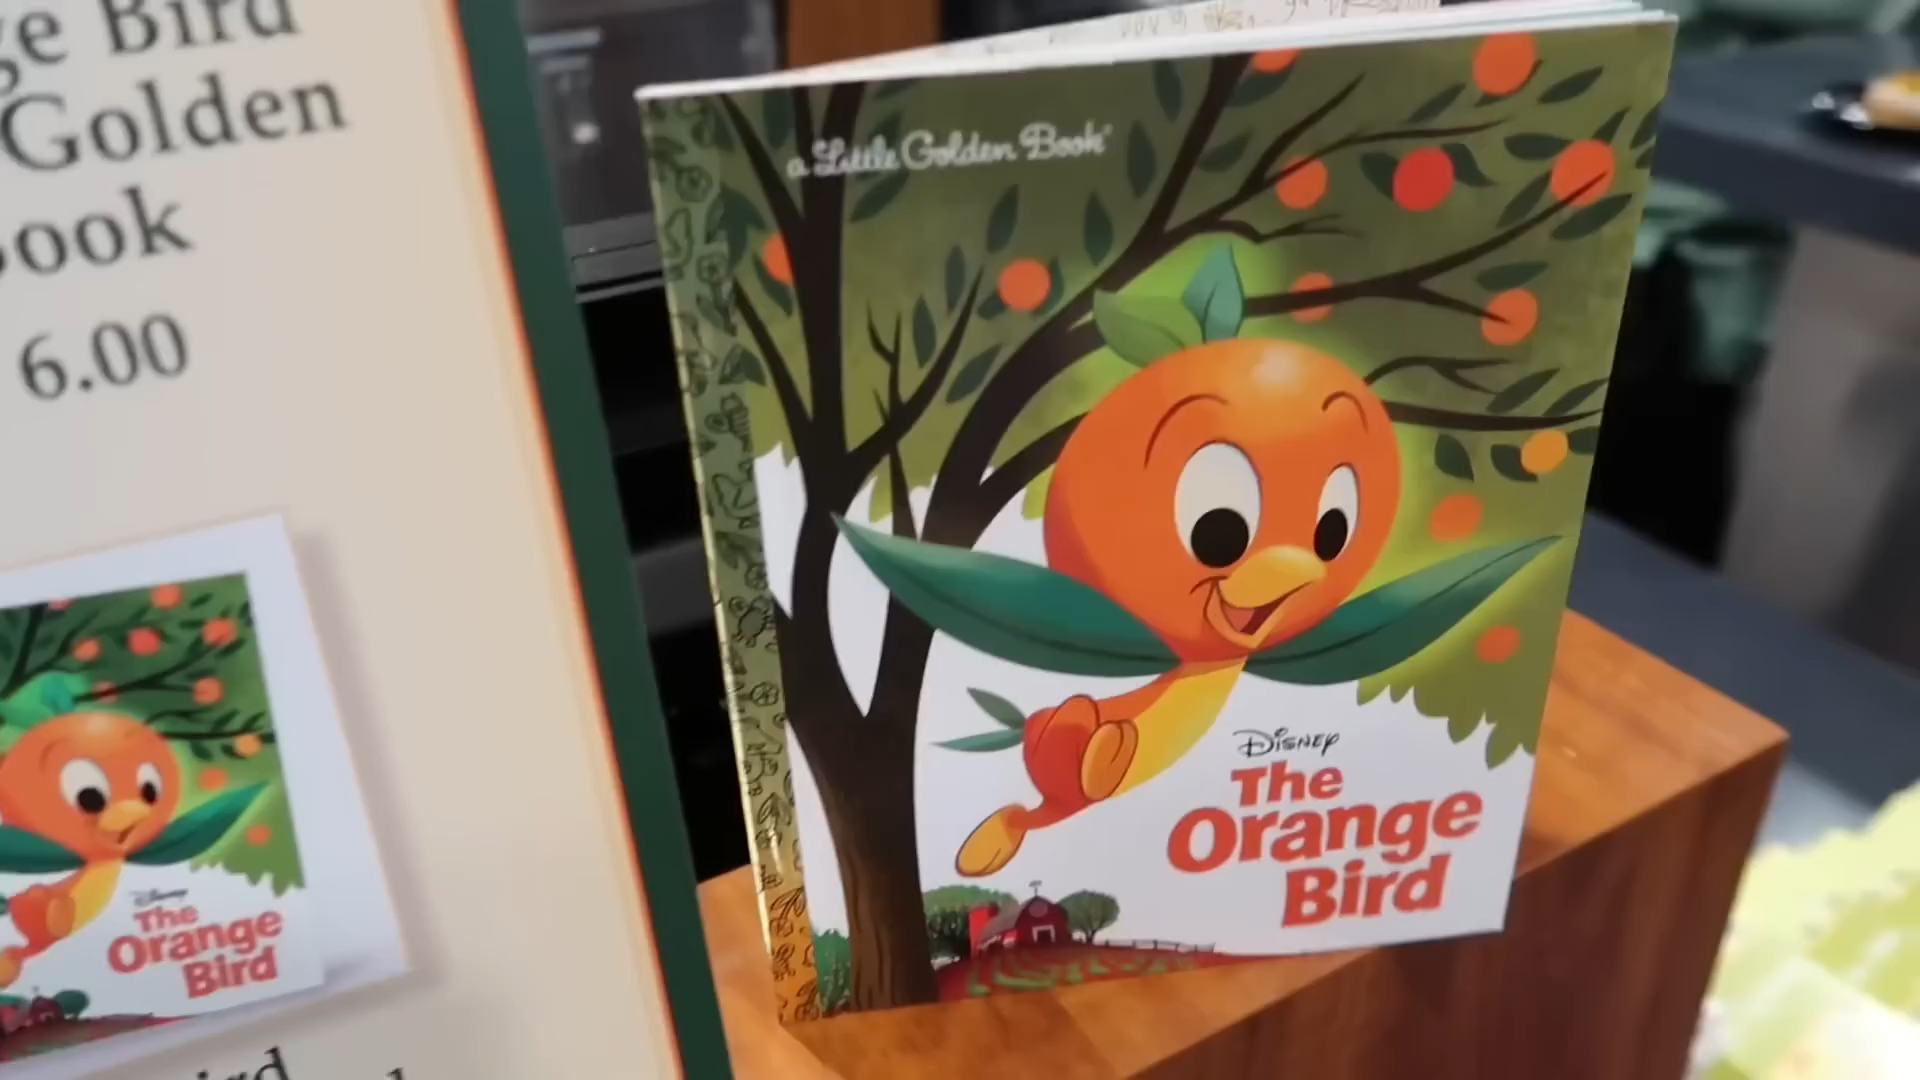 Bird
Golden
ook
6.00
Disney
The
Orange
Bird
a Little Golden Book
Disney
The
Orange
Bird